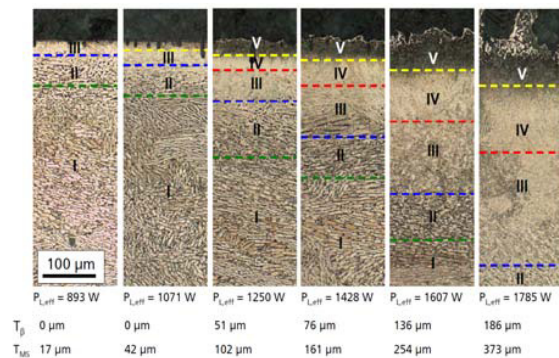 III III V V V V
II II IV IV IV IV
I I III III III III
II II II II
I I I
100 µm
P_L,eff = 893 W P_L,eff = 1071 W P_L,eff = 1250 W P_L,eff = 1428 W P_L,eff = 1607 W P_L,eff = 1785 W
T_β 0 µm 0 µm 51 µm 76 µm 136 µm 186 µm
T_MS 17 µm 42 µm 102 µm 161 µm 254 µm 373 µm